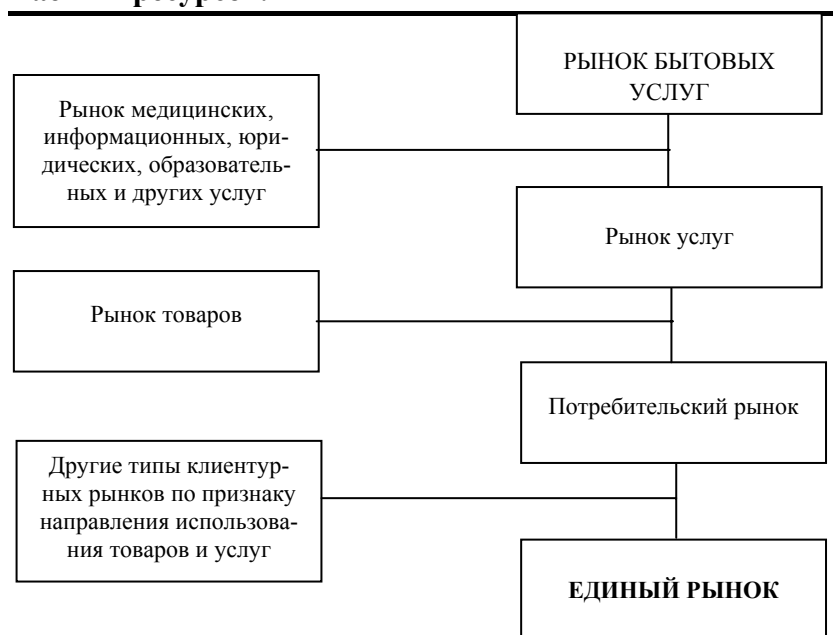 РЫНОК БЫТОВЫХ
УСЛУГ
Рынок медицинских,
информационных, юри-
дических, образователь-
ных и других услуг
Рынок услуг
Рынок товаров
Потребительский рынок
Другие типы клиентур-
ных рынков по признаку
направления использова-
ния товаров и услуг
ЕДИНЫЙ РЫНОК